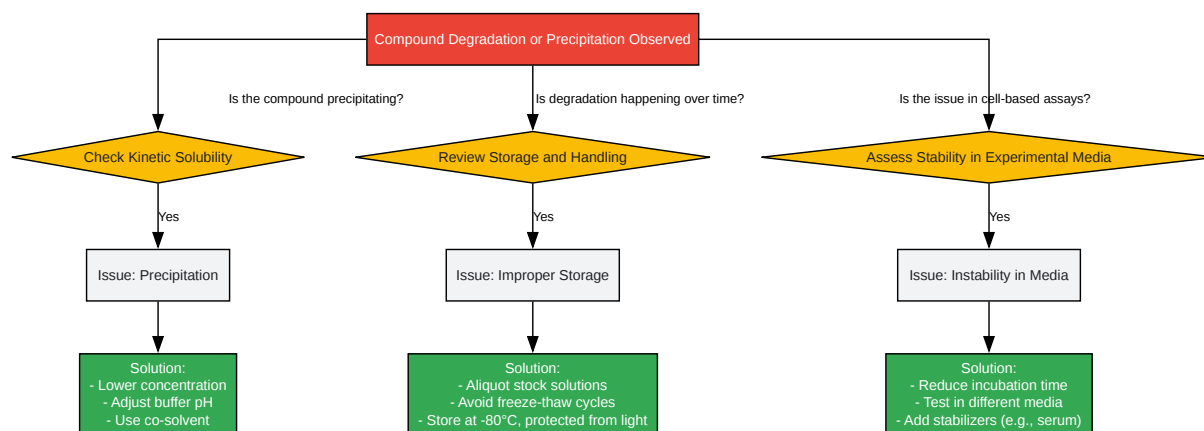 Compound Degradation or Precipitation Observed
Is the compound precipitating?
Is degradation happening over time?
Is the issue in cell-based assays?
Check Kinetic Solubility
Review Storage and Handling
Assess Stability in Experimental Media
Yes
Yes
Yes
Issue: Precipitation
Issue: Improper Storage
Issue: Instability in Media
Solution:
- Lower concentration
- Adjust buffer pH
- Use co-solvent
Solution:
- Aliquot stock solutions
- Avoid freeze-thaw cycles
- Store at -80°C, protected from light
Solution:
- Reduce incubation time
- Test in different media
- Add stabilizers (e.g., serum)